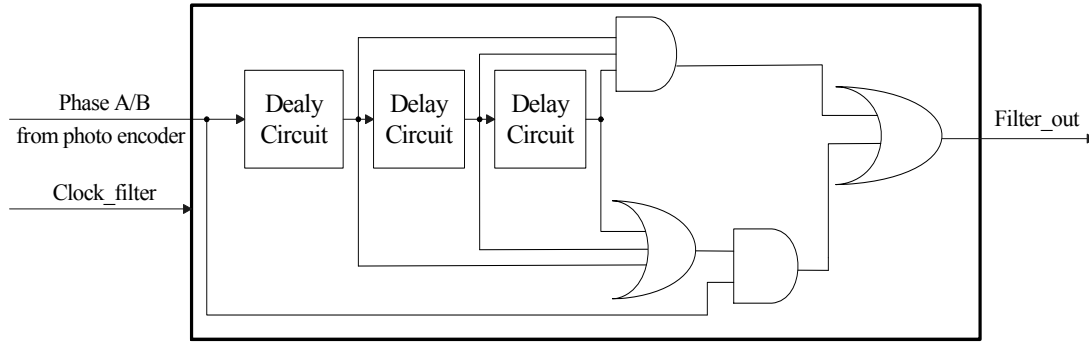 Phase A/B
from photo encoder
Clock_filter
Dealy
Circuit
Delay
Circuit
Delay
Circuit
Filter_out